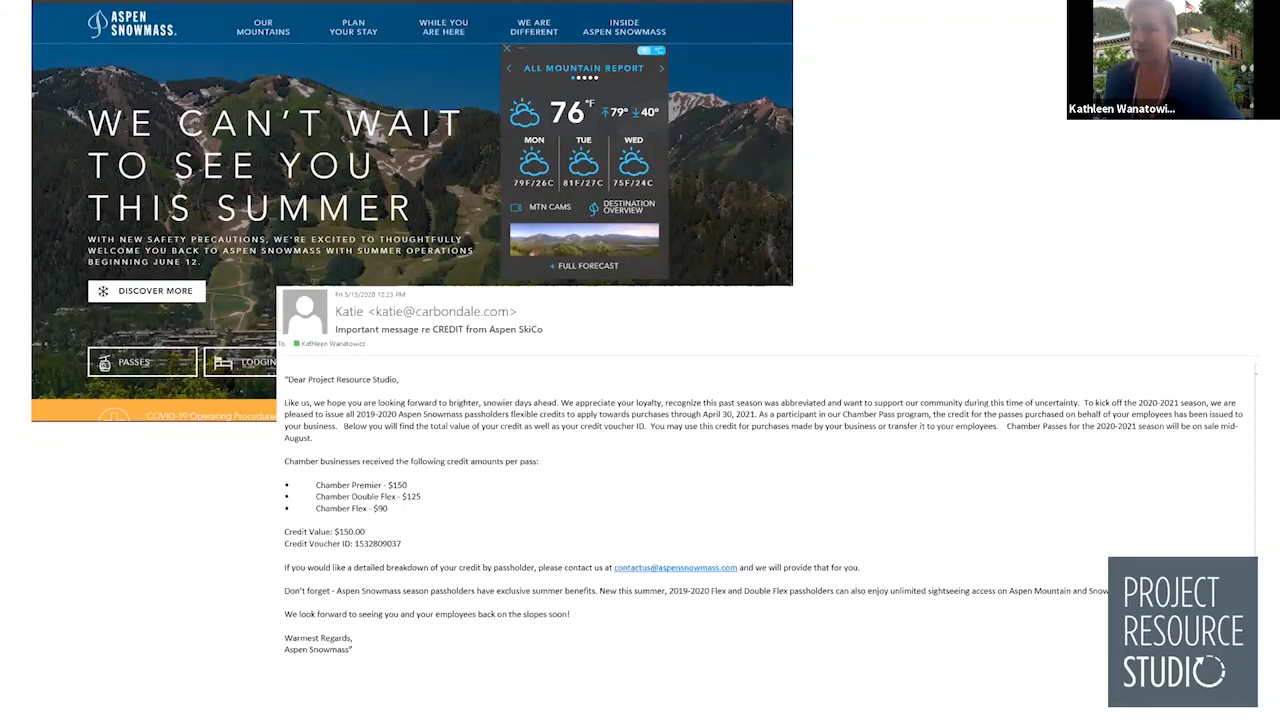 ASPEN
SNOWMASS.
OUR
MOUNTAINS
PLAN
YOUR STAY
WHILE YOU
ARE HERE
WE ARE
DIFFERENT
INSIDE
ASPEN SNOWMASS
°F °C
ALL MOUNTAIN REPORT
76°F 79° 40°
MON TUE WED
79F/26C 81F/27C 75F/24C
MTN CAMS
DESTINATION
OVERVIEW
+ FULL FORECAST
WE CAN'T WAIT
TO SEE YOU
THIS SUMMER
WITH NEW SAFETY PRECAUTIONS, WE'RE EXCITED TO THOUGHTFULLY
WELCOME YOU BACK TO ASPEN SNOWMASS WITH SUMMER OPERATIONS
BEGINNING JUNE 12.
DISCOVER MORE
PASSES
LODGIN
COVID-19 Operating Procedure
Kathleen Wanatowi...
Fri 5/15/2020 12:23 PM
Katie <katie@carbondale.com>
Important message re CREDIT from Aspen SkiCo
To Kathleen Wanatowicz
"Dear Project Resource Studio,
Like us, we hope you are looking forward to brighter, snowier days ahead. We appreciate your loyalty, recognize this past season was abbreviated and want to support our community during this time of uncertainty. To kick off the 2020-2021 season, we are
pleased to issue all 2019-2020 Aspen Snowmass passholders flexible credits to apply towards purchases through April 30, 2021. As a participant in our Chamber Pass program, the credit for the passes purchased on behalf of your employees has been issued to
your business. Below you will find the total value of your credit as well as your credit voucher ID. You may use this credit for purchases made by your business or transfer it to your employees. Chamber Passes for the 2020-2021 season will be on sale mid-
August.
Chamber businesses received the following credit amounts per pass:
• Chamber Premier - $150
• Chamber Double Flex - $125
• Chamber Flex - $90
Credit Value: $150.00
Credit Voucher ID: 1532809037
If you would like a detailed breakdown of your credit by passholder, please contact us at contactus@aspensnowmass.com and we will provide that for you.
Don't forget - Aspen Snowmass season passholders have exclusive summer benefits. New this summer, 2019-2020 Flex and Double Flex passholders can also enjoy unlimited sightseeing access on Aspen Mountain and Snow
We look forward to seeing you and your employees back on the slopes soon!
Warmest Regards,
Aspen Snowmass"
PROJECT
RESOURCE
STUDIO